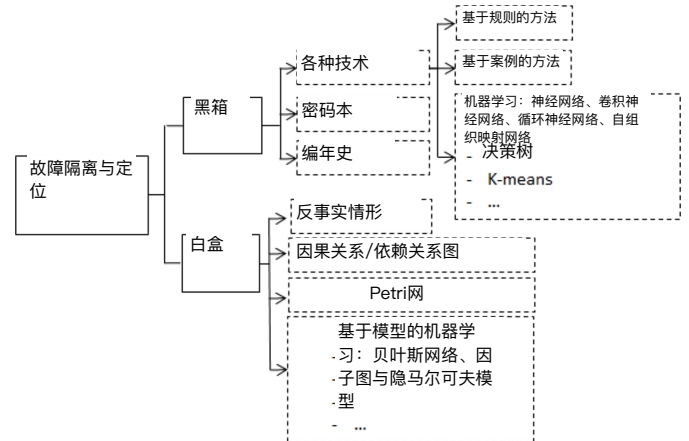 故障隔离与定
位
黑箱
各种技术
基于规则的方法
基于案例的方法
机器学习：神经网络、卷积神
经网络、循环神经网络、自组
织映射网络
- 决策树
- K-means
- ...
密码本
编年史
白盒
反事实情形
因果关系/依赖关系图
Petri网
基于模型的机器学
- 习：贝叶斯网络、因
- 子图与隐马尔可夫模
- 型
- ...